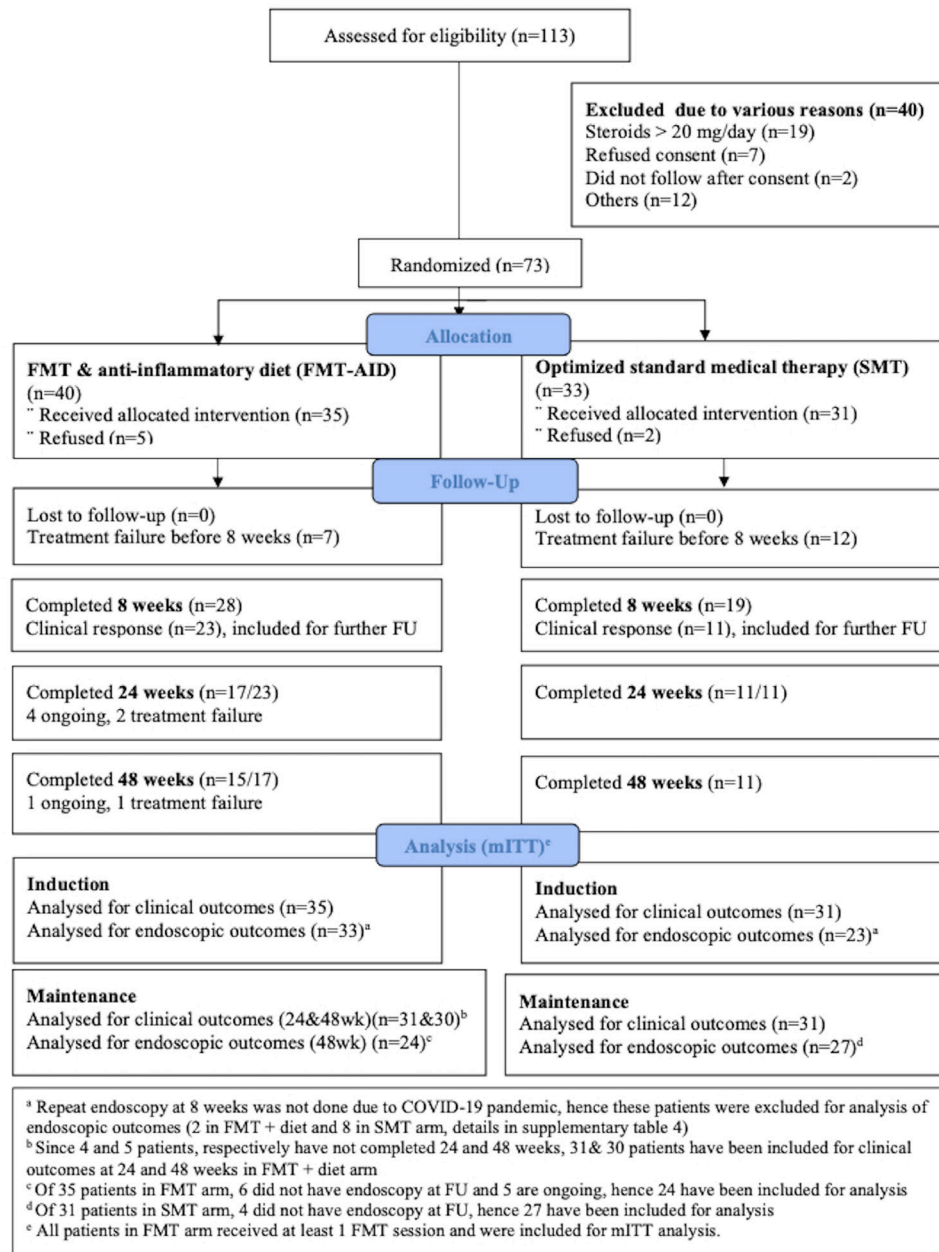 Assessed for eligibility (n=113)
Excluded due to various reasons (n=40)
Steroids > 20 mg/day (n=19)
Refused consent (n=7)
Did not follow after consent (n=2)
Others (n=12)
Randomized (n=73)
Allocation
FMT & anti-inflammatory diet (FMT-AID)
(n=40)
¨ Received allocated intervention (n=35)
¨ Refused (n=5)
Optimized standard medical therapy (SMT)
(n=33)
¨ Received allocated intervention (n=31)
¨ Refused (n=2)
Follow-Up
Lost to follow-up (n=0)
Treatment failure before 8 weeks (n=7)
Lost to follow-up (n=0)
Treatment failure before 8 weeks (n=12)
Completed 8 weeks (n=28)
Clinical response (n=23), included for further FU
Completed 8 weeks (n=19)
Clinical response (n=11), included for further FU
Completed 24 weeks (n=17/23)
4 ongoing, 2 treatment failure
Completed 24 weeks (n=11/11)
Completed 48 weeks (n=15/17)
1 ongoing, 1 treatment failure
Completed 48 weeks (n=11)
Analysis (mITT)ᵉ
Induction
Analysed for clinical outcomes (n=35)
Analysed for endoscopic outcomes (n=33)ᵃ
Induction
Analysed for clinical outcomes (n=31)
Analysed for endoscopic outcomes (n=23)ᵃ
Maintenance
Analysed for clinical outcomes (24&48wk)(n=31&30)ᵇ
Analysed for endoscopic outcomes (48wk) (n=24)ᶜ
Maintenance
Analysed for clinical outcomes (n=31)
Analysed for endoscopic outcomes (n=27)ᵈ
ᵃ Repeat endoscopy at 8 weeks was not done due to COVID-19 pandemic, hence these patients were excluded for analysis of
endoscopic outcomes (2 in FMT + diet and 8 in SMT arm, details in supplementary table 4)
ᵇ Since 4 and 5 patients, respectively have not completed 24 and 48 weeks, 31& 30 patients have been included for clinical
outcomes at 24 and 48 weeks in FMT + diet arm
ᶜ Of 35 patients in FMT arm, 6 did not have endoscopy at FU and 5 are ongoing, hence 24 have been included for analysis
ᵈ Of 31 patients in SMT arm, 4 did not have endoscopy at FU, hence 27 have been included for analysis
ᵉ All patients in FMT arm received at least 1 FMT session and were included for mITT analysis.